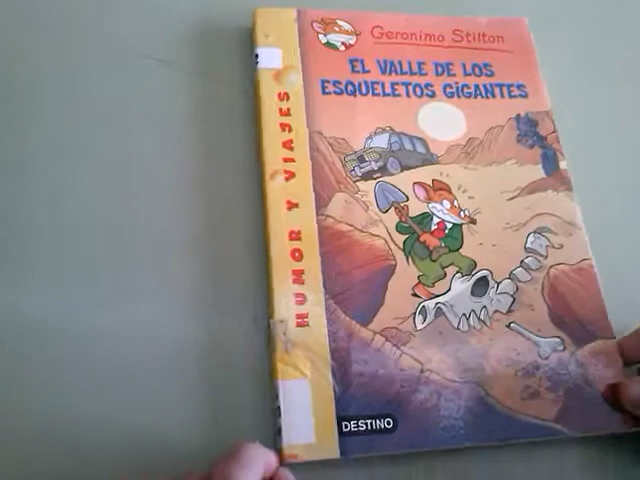 Geronimo Stilton
EL VALLE DE LOS
ESQUELETOS GIGANTES
HUMOR Y VIAJES
DESTINO